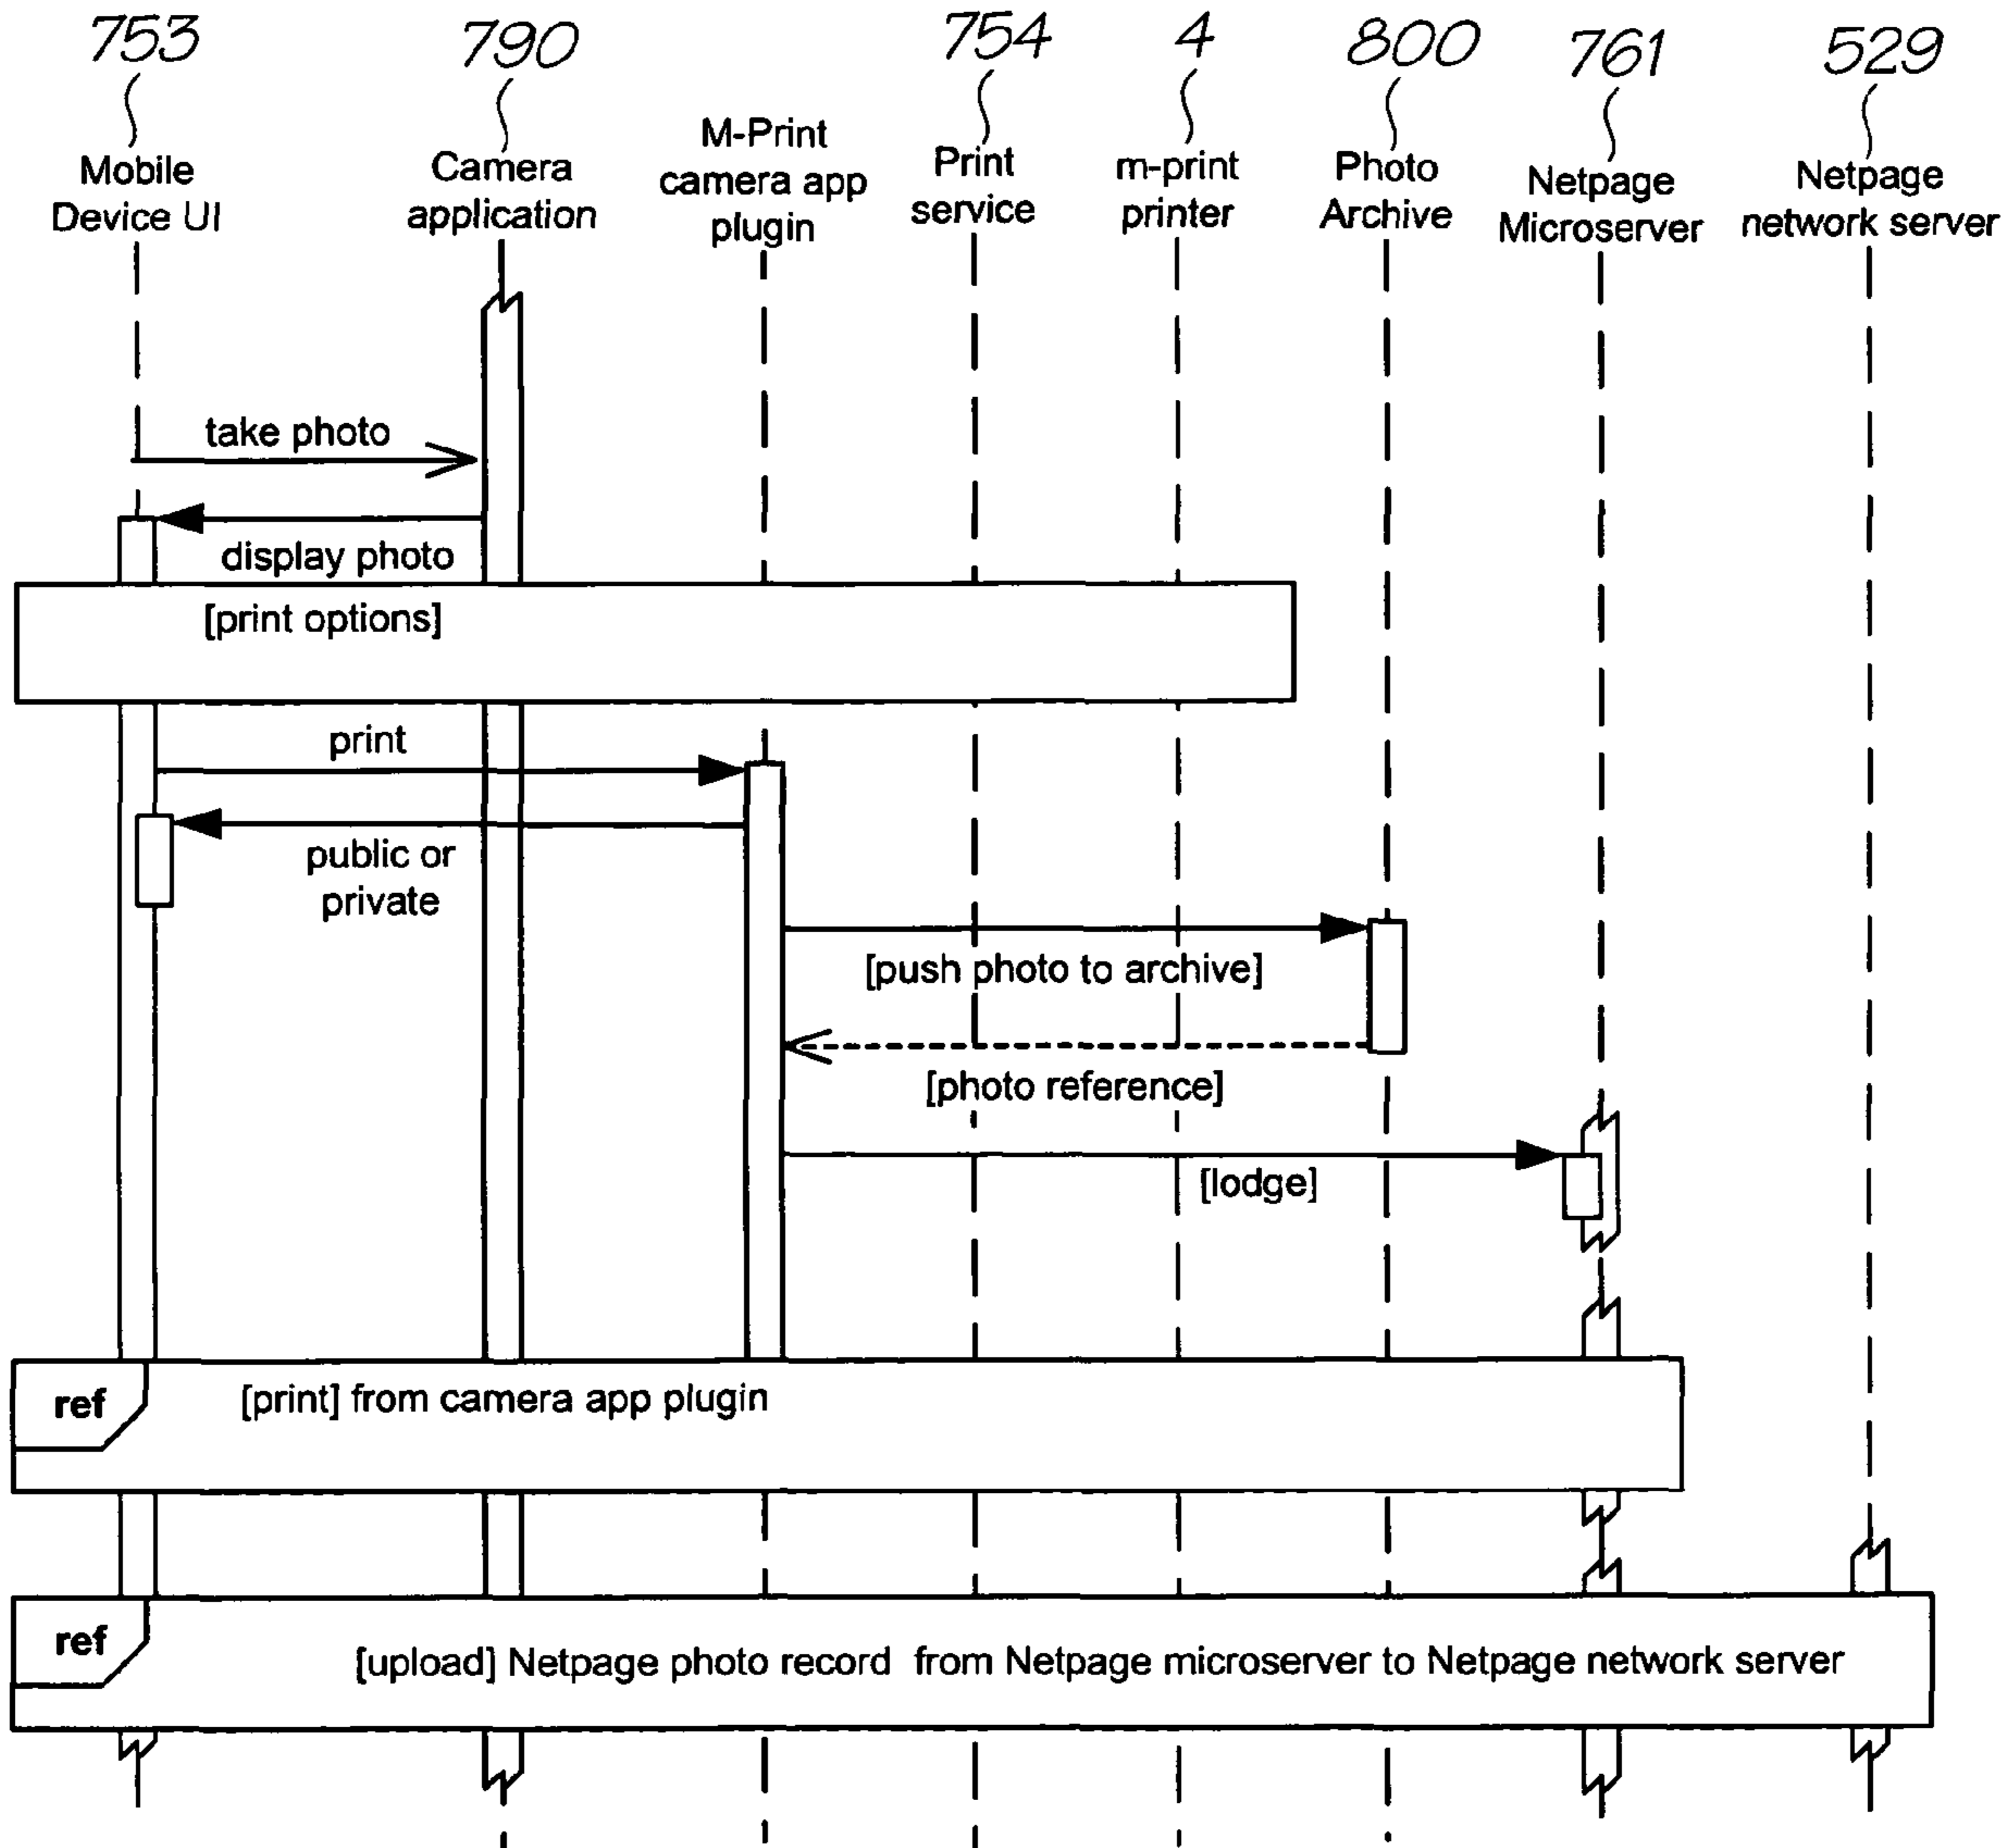 753
790
754
4
800
761
529
Mobile
Device UI
Camera
application
M-Print
camera app
plugin
Print
service
m-print
printer
Photo
Archive
Netpage
Microserver
Netpage
network server
take photo
display photo
[print options]
print
public or
private
[push photo to archive]
[photo reference]
[lodge]
ref
[print] from camera app plugin
ref
[upload] Netpage photo record from Netpage microserver to Netpage network server